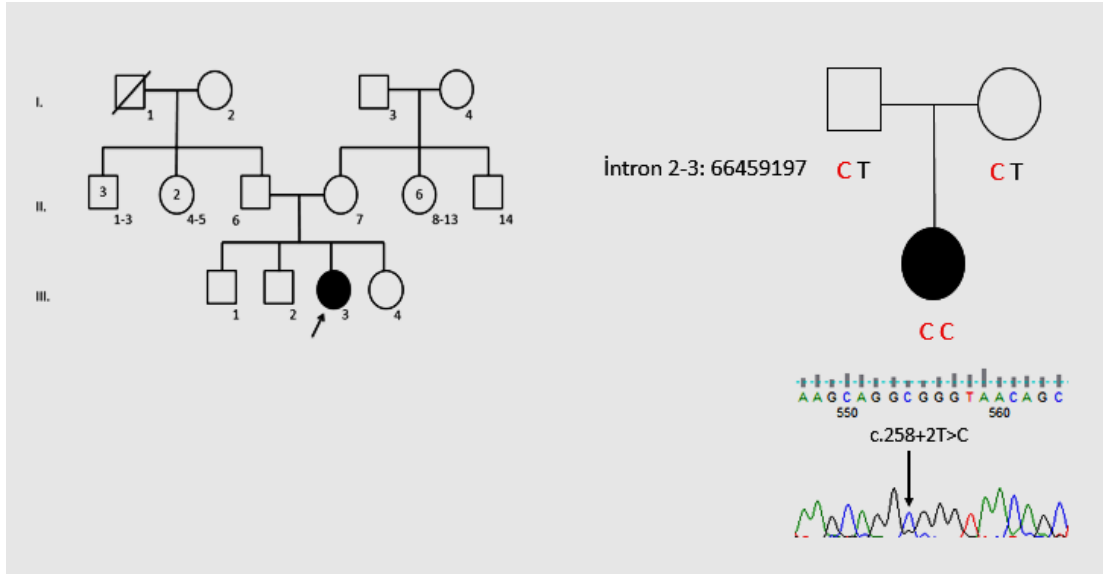 I.
1
2
3
4
II.
3
1-3
2
4-5
6
7
6
8-13
14
III.
1
2
3
4
İntron 2-3: 66459197
C T
C T
C C
A A G C A G G C G G G T A A C A G C
550
560
c.258+2T>C